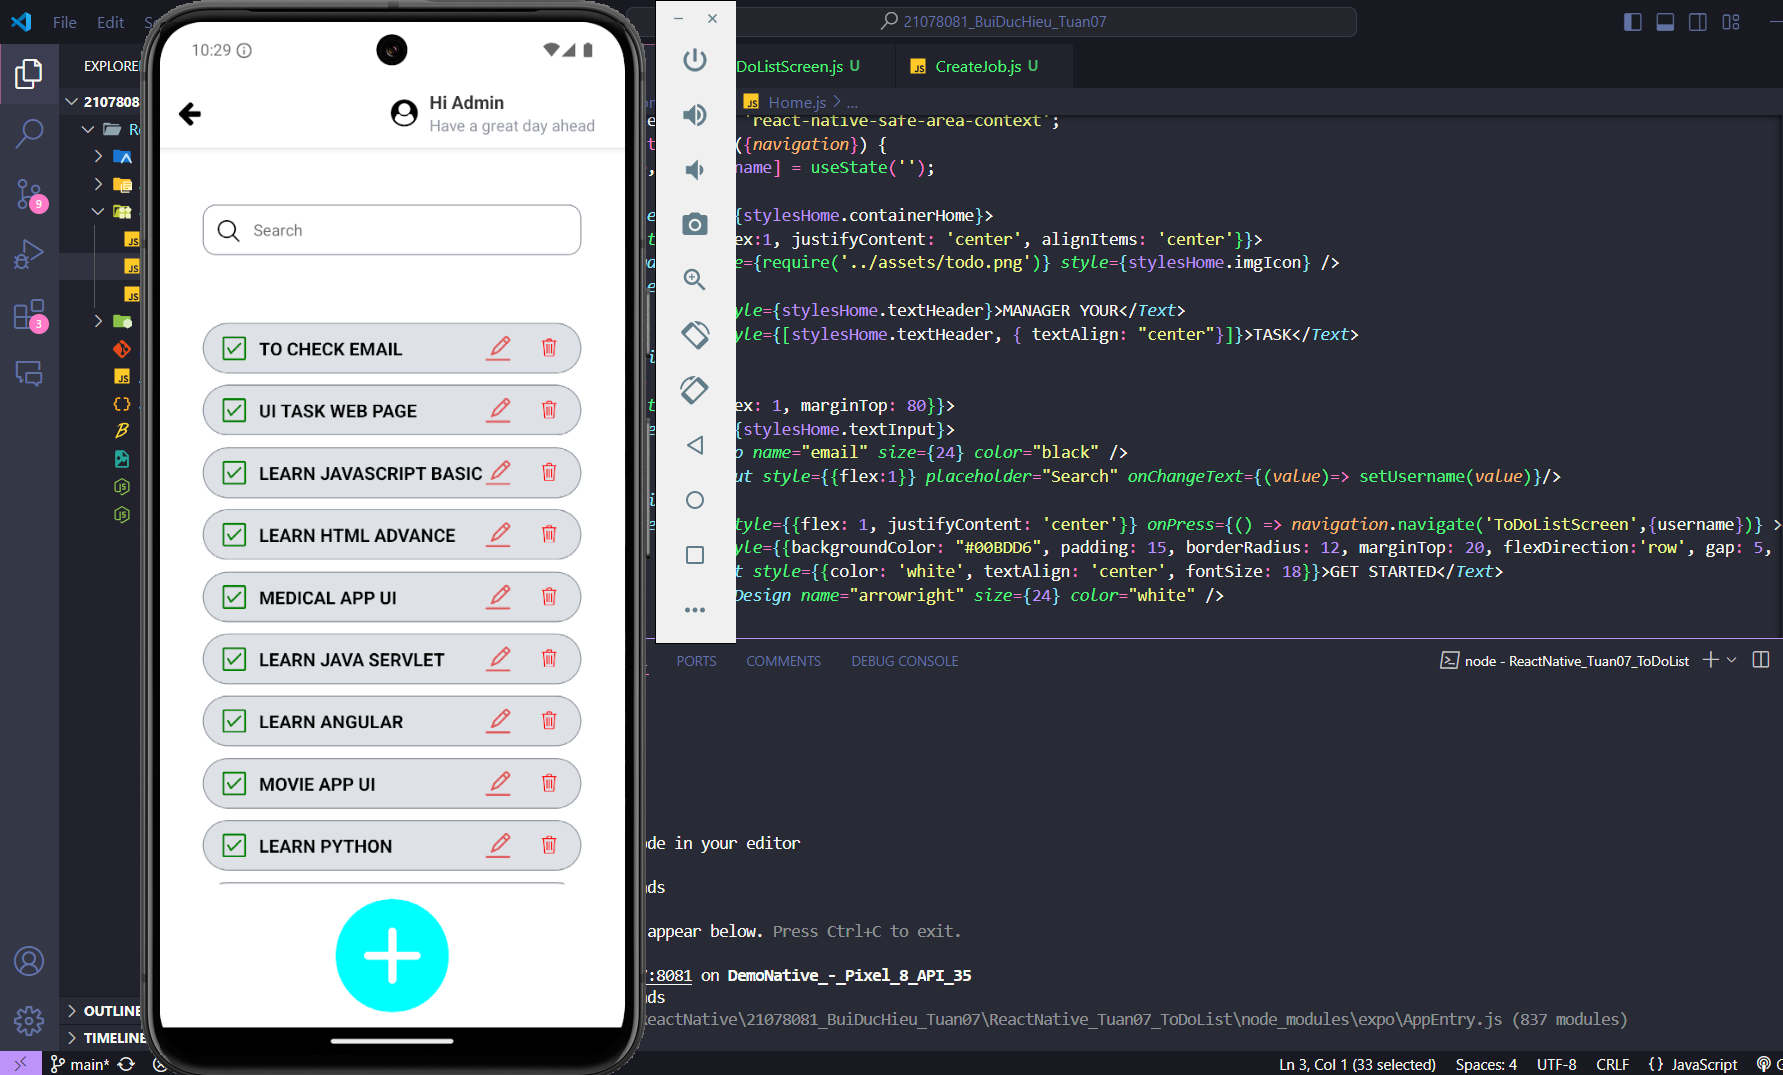 File Edit
21078081_BuiDucHieu_Tuan07
10:29
Hi Admin
Have a great day ahead
Search
TO CHECK EMAIL
UI TASK WEB PAGE
LEARN JAVASCRIPT BASIC
LEARN HTML ADVANCE
MEDICAL APP UI
LEARN JAVA SERVLET
LEARN ANGULAR
MOVIE APP UI
LEARN PYTHON
EXPLORE
2107808
OUTLINE
TIMELINE
9
3
DoListScreen.js U
JS CreateJob.js U
JS Home.js > ...
'react-native-safe-area-context';
({navigation}) {
name] = useState('');
{stylesHome.containerHome}>
ex:1, justifyContent: 'center', alignItems: 'center'}}>
e={require('../assets/todo.png')} style={stylesHome.imgIcon} />
yle={stylesHome.textHeader}>MANAGER YOUR</Text>
yle={[stylesHome.textHeader, { textAlign: "center"}]}>TASK</Text>
ex: 1, marginTop: 80}}>
{stylesHome.textInput}>
o name="email" size={24} color="black" />
ut style={{flex:1}} placeholder="Search" onChangeText={(value)=> setUsername(value)}/>
style={{flex: 1, justifyContent: 'center'}} onPress={() => navigation.navigate('ToDoListScreen',{username})} >
yle={{backgroundColor: "#00BDD6", padding: 15, borderRadius: 12, marginTop: 20, flexDirection:'row', gap: 5,
t style={{color: 'white', textAlign: 'center', fontSize: 18}}>GET STARTED</Text>
Design name="arrowright" size={24} color="white" />
PORTS COMMENTS DEBUG CONSOLE
node - ReactNative_Tuan07_ToDoList
de in your editor
ds
appear below. Press Ctrl+C to exit.
:8081 on DemoNative_-_Pixel_8_API_35
ds
ReactNative\21078081_BuiDucHieu_Tuan07\ReactNative_Tuan07_ToDoList\node_modules\expo\AppEntry.js (837 modules)
main*
Ln 3, Col 1 (33 selected) Spaces: 4 UTF-8 CRLF {} JavaScript